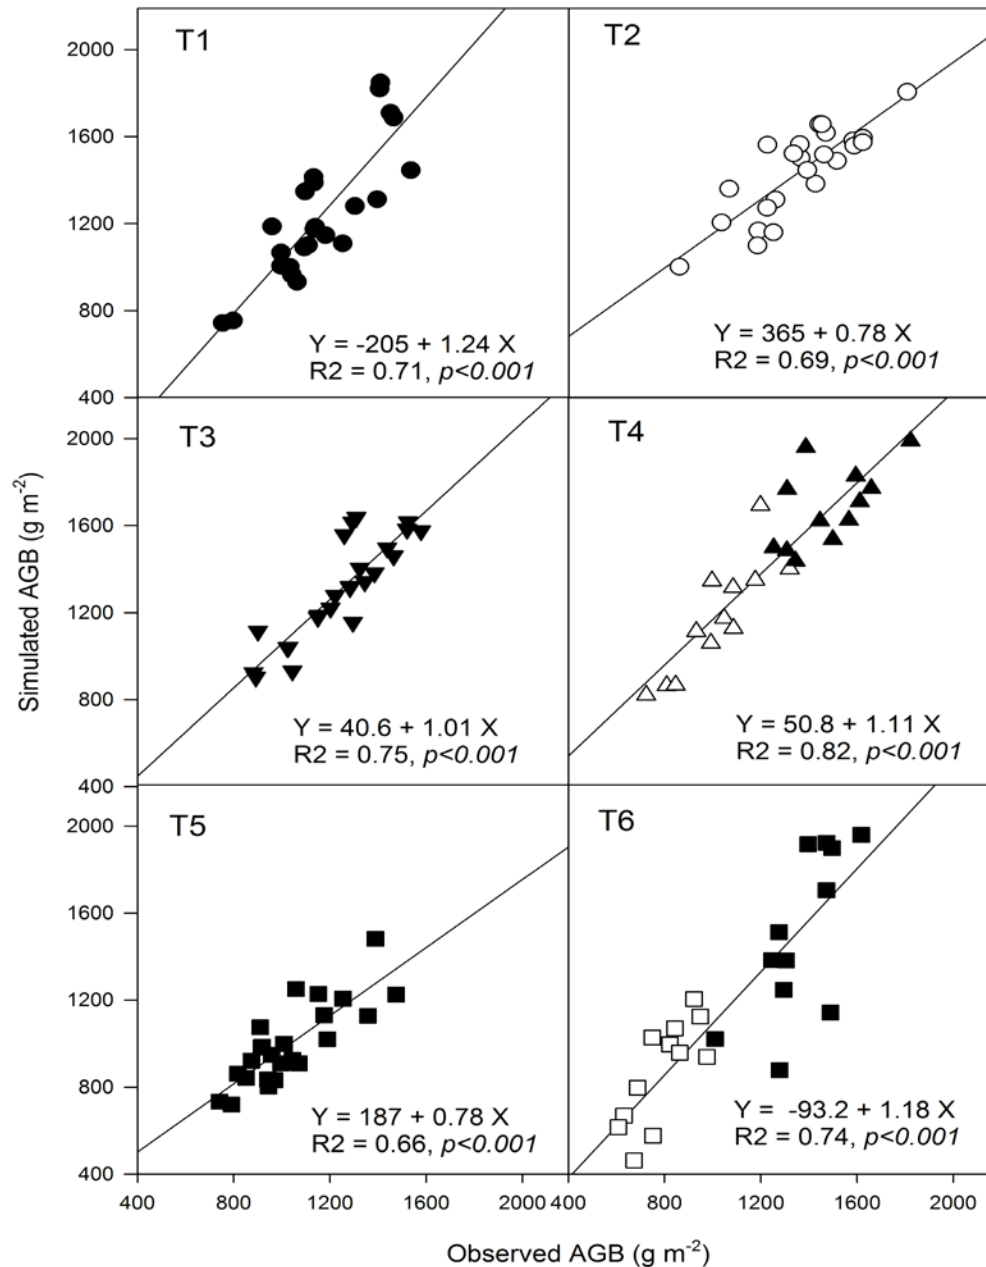 T1
T2
2000
1600
1200
800
400
Y = -205 + 1.24 X
R2 = 0.71, p<0.001
Y = 365 + 0.78 X
R2 = 0.69, p<0.001
T3
T4
2000
1600
1200
800
400
Y = 40.6 + 1.01 X
R2 = 0.75, p<0.001
Y = 50.8 + 1.11 X
R2 = 0.82, p<0.001
Simulated AGB (g m-2)
T5
T6
2000
1600
1200
800
400
Y = 187 + 0.78 X
R2 = 0.66, p<0.001
Y = -93.2 + 1.18 X
R2 = 0.74, p<0.001
400 800 1200 1600 2000 400 800 1200 1600 2000
Observed AGB (g m-2)